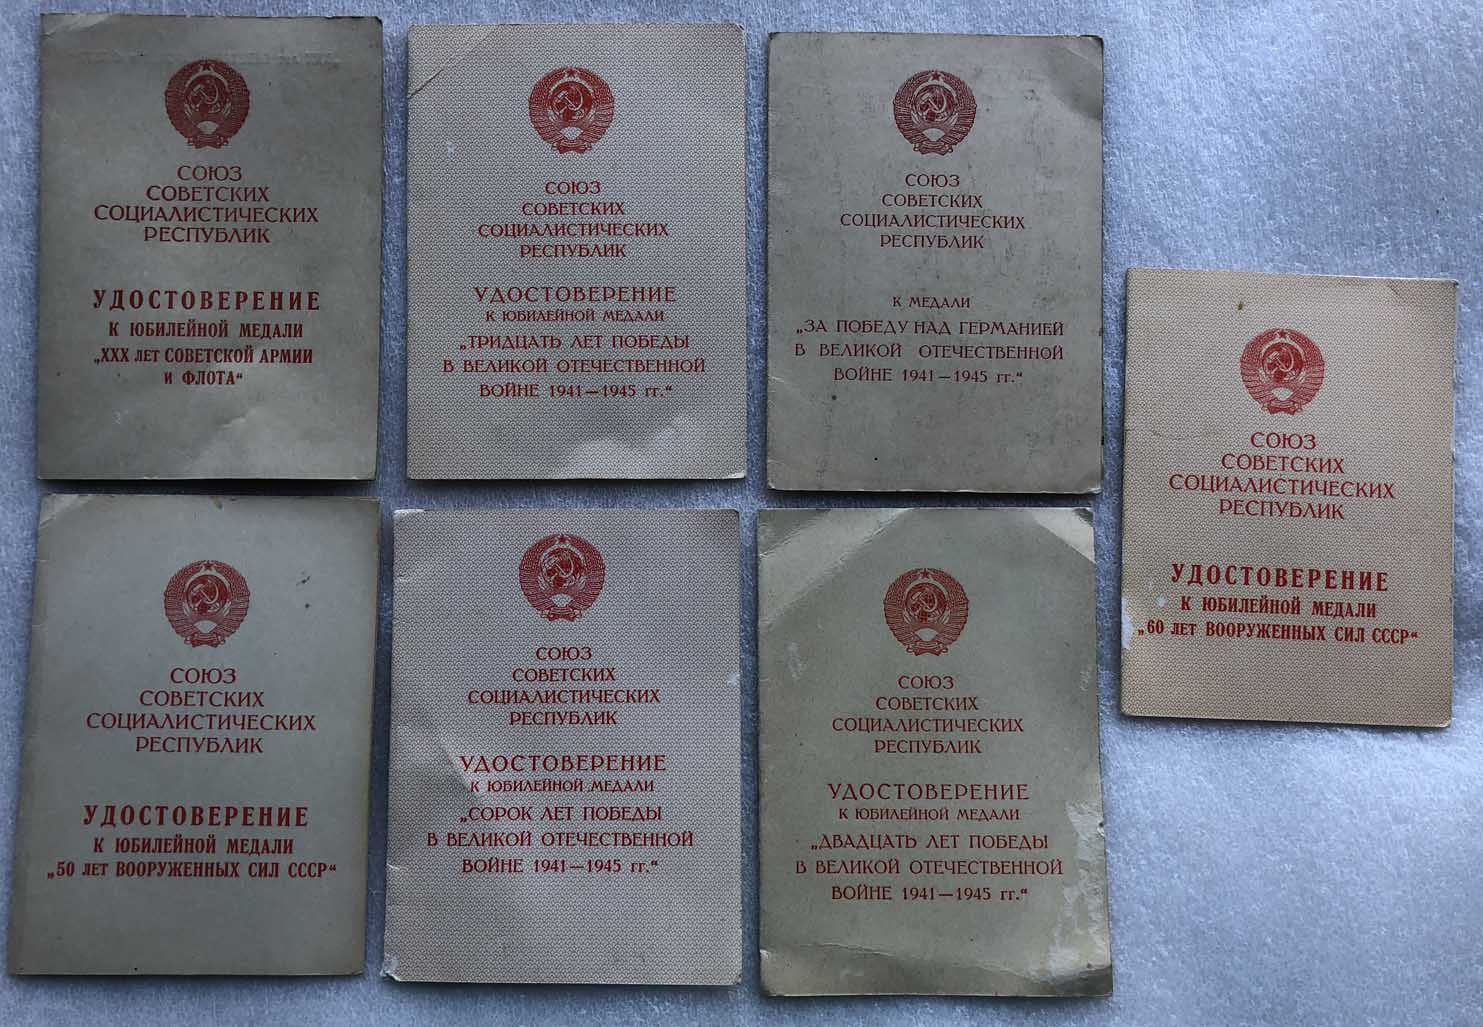 СОЮЗ
СОВЕТСКИХ
СОЦИАЛИСТИЧЕСКИХ
РЕСПУБЛИК
УДОСТОВЕРЕНИЕ
К ЮБИЛЕЙНОЙ МЕДАЛИ
„XXX ЛЕТ СОВЕТСКОЙ АРМИИ
И ФЛОТА“
СОЮЗ
СОВЕТСКИХ
СОЦИАЛИСТИЧЕСКИХ
РЕСПУБЛИК
УДОСТОВЕРЕНИЕ
К ЮБИЛЕЙНОЙ МЕДАЛИ
„ТРИДЦАТЬ ЛЕТ ПОБЕДЫ
В ВЕЛИКОЙ ОТЕЧЕСТВЕННОЙ
ВОЙНЕ 1941—1945 гг.“
СОЮЗ
СОВЕТСКИХ
СОЦИАЛИСТИЧЕСКИХ
РЕСПУБЛИК
К МЕДАЛИ
„ЗА ПОБЕДУ НАД ГЕРМАНИЕЙ
В ВЕЛИКОЙ ОТЕЧЕСТВЕННОЙ
ВОЙНЕ 1941—1945 гг.“
СОЮЗ
СОВЕТСКИХ
СОЦИАЛИСТИЧЕСКИХ
РЕСПУБЛИК
УДОСТОВЕРЕНИЕ
К ЮБИЛЕЙНОЙ МЕДАЛИ
„60 ЛЕТ ВООРУЖЕННЫХ СИЛ СССР“
СОЮЗ
СОВЕТСКИХ
СОЦИАЛИСТИЧЕСКИХ
РЕСПУБЛИК
УДОСТОВЕРЕНИЕ
К ЮБИЛЕЙНОЙ МЕДАЛИ
„50 ЛЕТ ВООРУЖЕННЫХ СИЛ СССР“
СОЮЗ
СОВЕТСКИХ
СОЦИАЛИСТИЧЕСКИХ
РЕСПУБЛИК
УДОСТОВЕРЕНИЕ
К ЮБИЛЕЙНОЙ МЕДАЛИ
„СОРОК ЛЕТ ПОБЕДЫ
В ВЕЛИКОЙ ОТЕЧЕСТВЕННОЙ
ВОЙНЕ 1941—1945 гг.“
СОЮЗ
СОВЕТСКИХ
СОЦИАЛИСТИЧЕСКИХ
РЕСПУБЛИК
УДОСТОВЕРЕНИЕ
К ЮБИЛЕЙНОЙ МЕДАЛИ
„ДВАДЦАТЬ ЛЕТ ПОБЕДЫ
В ВЕЛИКОЙ ОТЕЧЕСТВЕННОЙ
ВОЙНЕ 1941—1945 гг.“